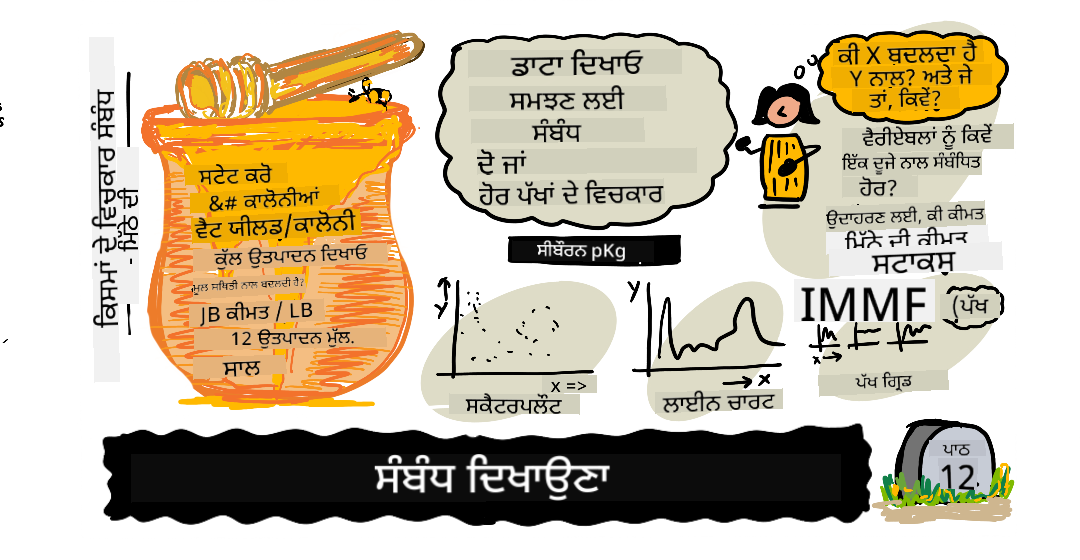 ਕਿਸਮਾਂ ਦੇ ਵਿਚਕਾਰ ਸੰਬੰਧ
- ਮਿੱਨੇ ਦੀ
ਸਟੇਟ ਕਰੋ
&# ਕਾਲੋਨੀਆਂ
ਵੈਟ ਯੀਲਡ/ਕਾਲੋਨੀ
ਕੁੱਲ ਉਤਪਾਦਨ ਦਿਖਾਓ
ਮੂਲ ਸਥਿਤੀ ਨਾਲ ਬਦਲਦੀ ਹੈ?
JB ਕੀਮਤ / LB
12 ਉਤਪਾਦਨ ਮੁੱਲ.
ਸਾਲ
ਡਾਟਾ ਦਿਖਾਓ
ਸਮਝਣ ਲਈ
ਸੰਬੰਧ
ਦੋ ਜਾਂ
ਹੋਰ ਪੱਖਾਂ ਦੇ ਵਿਚਕਾਰ
ਸੀਬੌਰਨ pKg
Y
x =>
ਸਕੈਟਰਪਲੌਟ
Y
x
ਲਾਈਨ ਚਾਰਟ
ਕੀ X ਬਦਲਦਾ ਹੈ
Y ਨਾਲ? ਅਤੇ ਜੇ
ਤਾਂ, ਕਿਵੇਂ?
ਵੈਰੀਏਬਲਾਂ ਨੂੰ ਕਿਵੇਂ
ਇੱਕ ਦੂਜੇ ਨਾਲ ਸੰਬੰਧਿਤ
ਹੋਰ?
ਉਦਾਹਰਣ ਲਈ, ਕੀ ਕੀਮਤ
ਮਿੱਨੇ ਦੀ ਕੀਮਤ
ਸਟਾਕਸ
IMMF (ਪੱਖ
x
ਪੱਖ ਗ੍ਰਿਡ
ਸੰਬੰਧ ਦਿਖਾਉਣਾ
ਪਾਠ
12